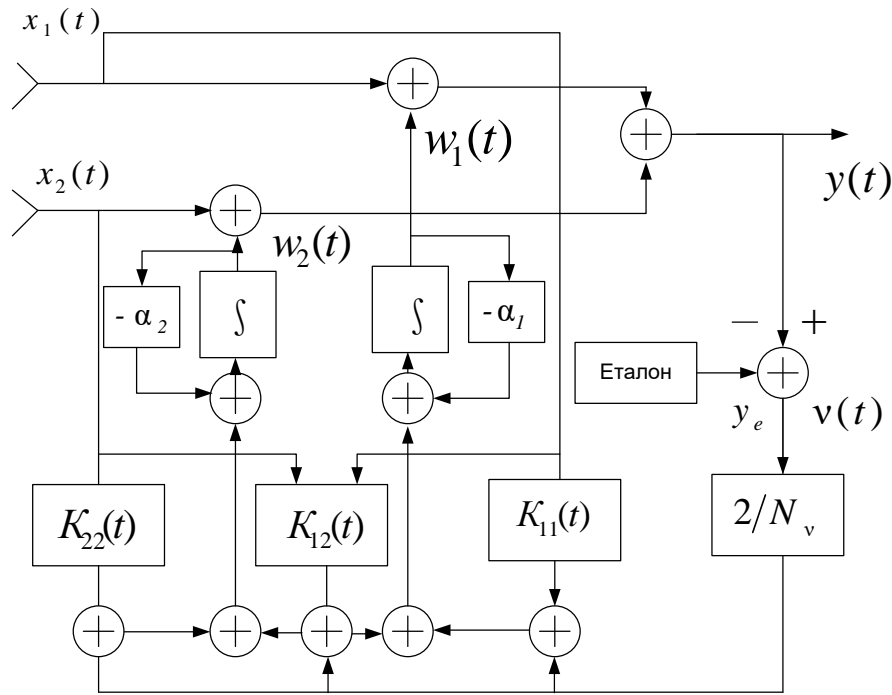 x₁(t)
w₁(t)
x₂(t)
y(t)
w₂(t)
- α₂
∫
∫
-α₁
− +
Еталон
yₑ
ν(t)
K₂₂(t)
K₁₂(t)
K₁₁(t)
2/N_ν